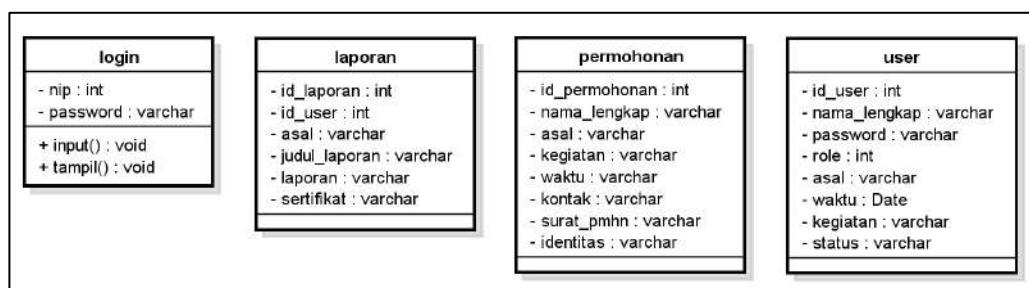 login
- nip : int
- password : varchar
+ input() : void
+ tampil() : void
laporan
- id_laporan : int
- id_user : int
- asal : varchar
- judul_laporan : varchar
- laporan : varchar
- sertifikat : varchar
permohonan
- id_permohonan : int
- nama_lengkap : varchar
- asal : varchar
- kegiatan : varchar
- waktu : varchar
- kontak : varchar
- surat_pmhn : varchar
- identitas : varchar
user
- id_user : int
- nama_lengkap : varchar
- password : varchar
- role : int
- asal : varchar
- waktu : Date
- kegiatan : varchar
- status : varchar